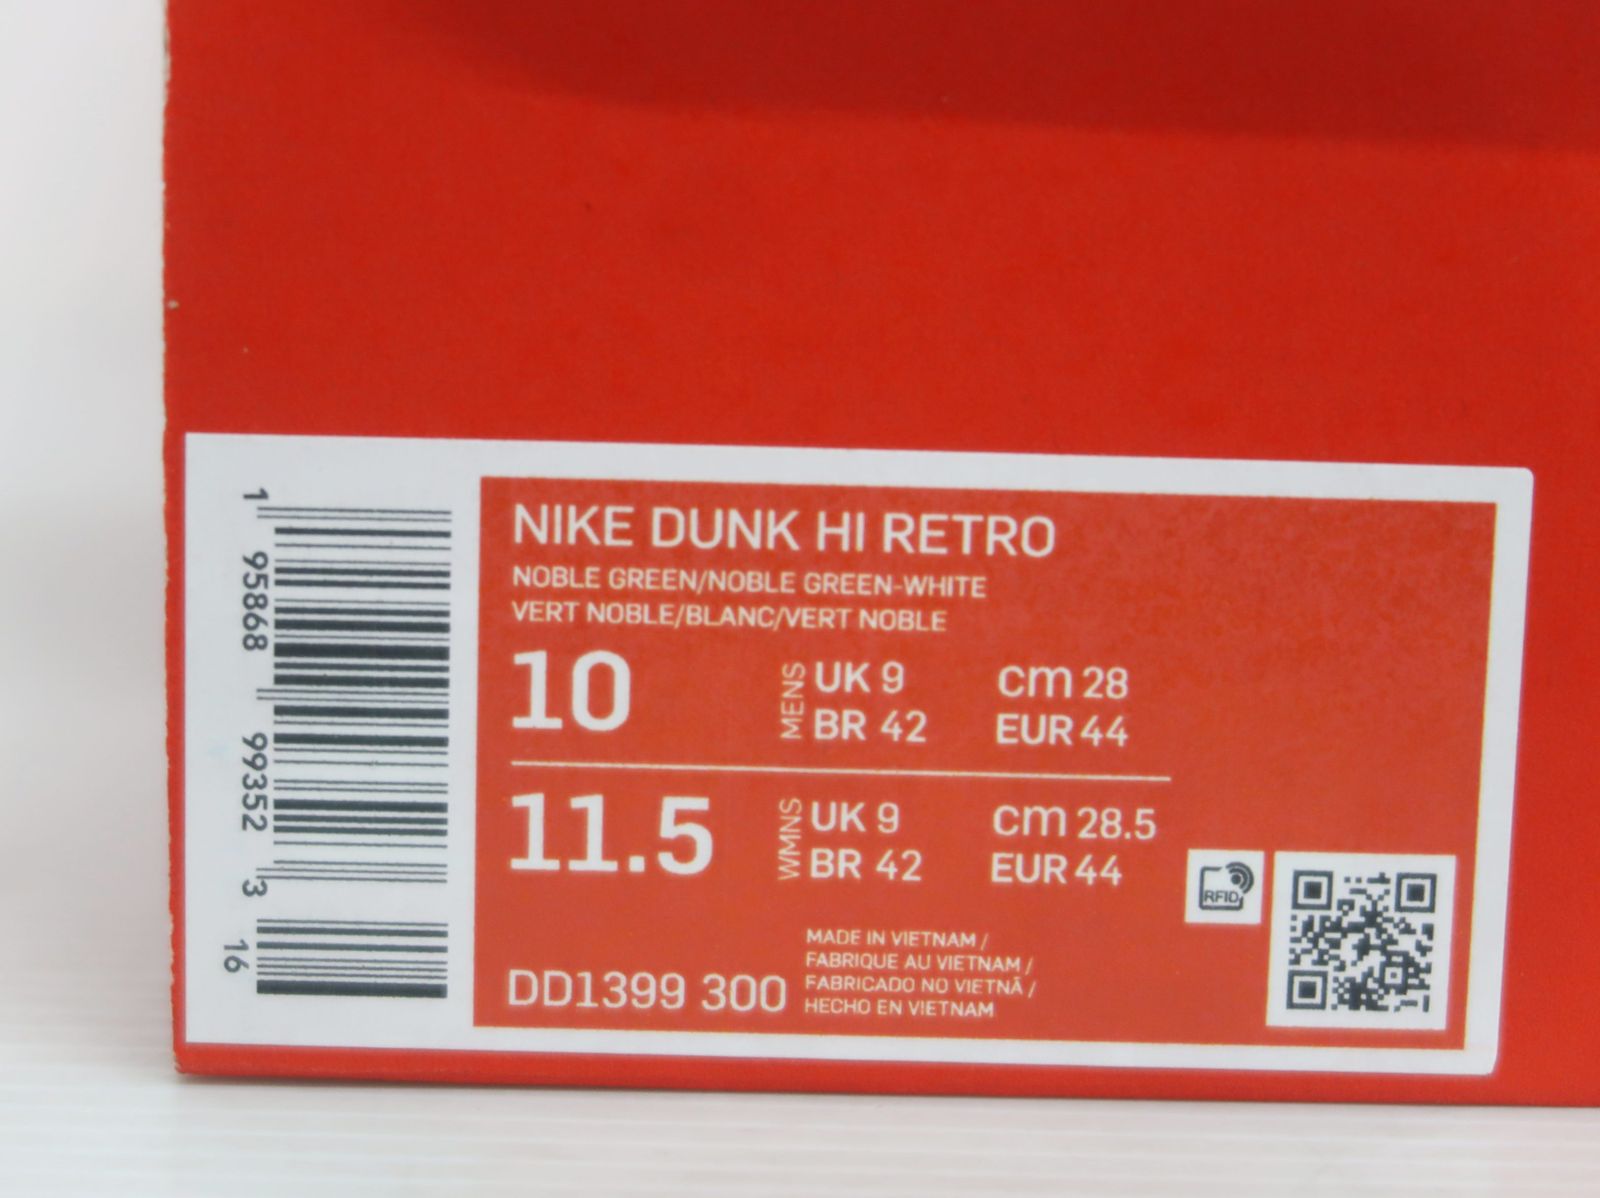 NIKE DUNK HI RETRO
NOBLE GREEN/NOBLE GREEN-WHITE
VERT NOBLE/BLANC/VERT NOBLE
10
MENS
UK 9 cm 28
BR 42 EUR 44
11.5
WMNS
UK 9 cm 28.5
BR 42 EUR 44
DD1399 300
MADE IN VIETNAM /
FABRIQUE AU VIETNAM /
FABRICADO NO VIETNÃ /
HECHO EN VIETNAM
RFID
1 95868 99352 3
16